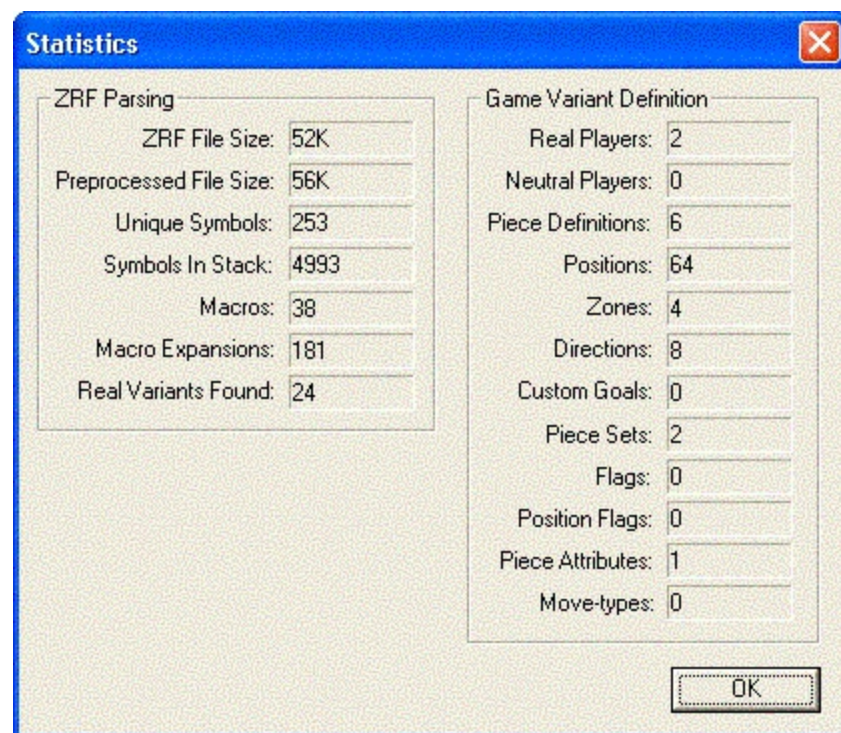 Statistics
ZRF Parsing
ZRF File Size: 52K
Preprocessed File Size: 56K
Unique Symbols: 253
Symbols In Stack: 4993
Macros: 38
Macro Expansions: 181
Real Variants Found: 24
Game Variant Definition
Real Players: 2
Neutral Players: 0
Piece Definitions: 6
Positions: 64
Zones: 4
Directions: 8
Custom Goals: 0
Piece Sets: 2
Flags: 0
Position Flags: 0
Piece Attributes: 1
Move-types: 0
OK